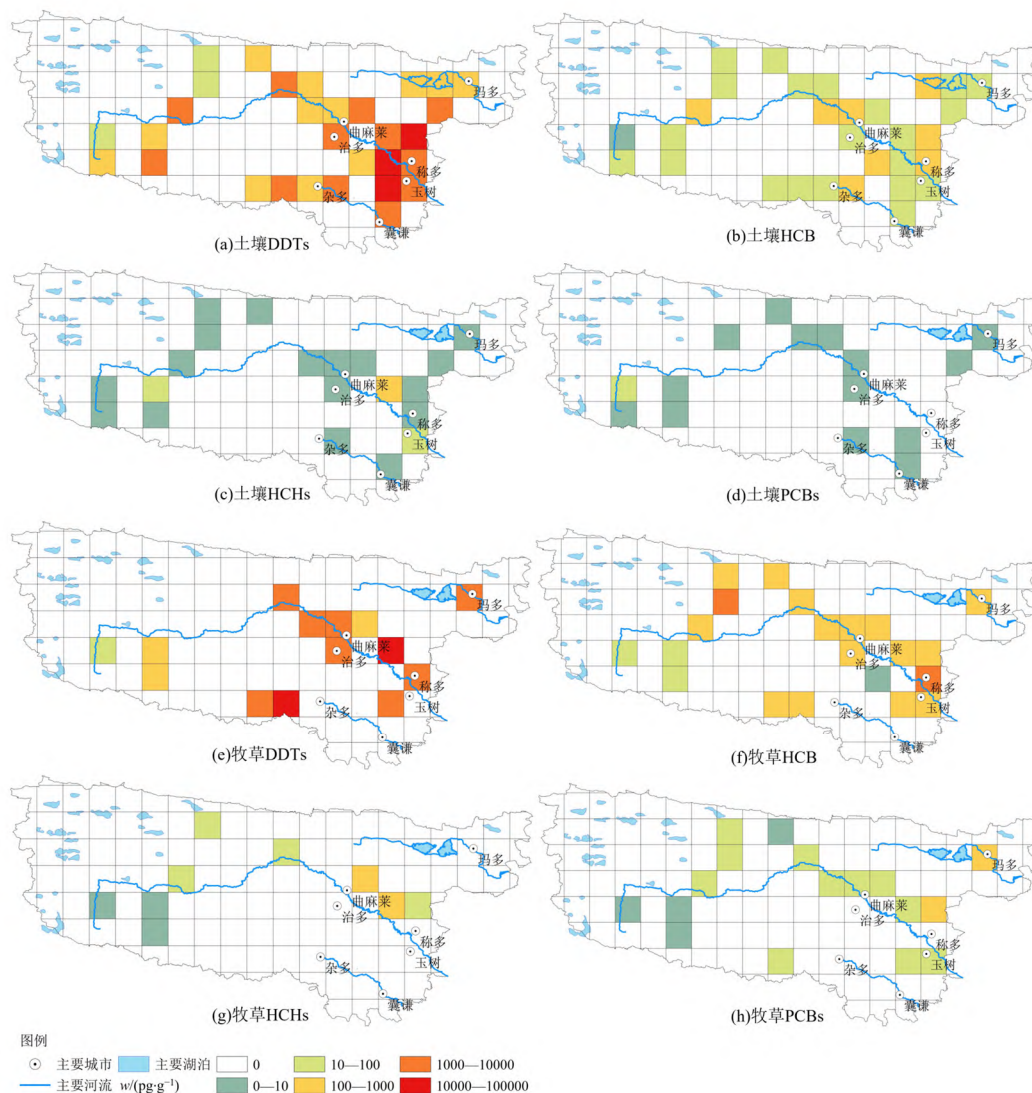 玛多
曲麻莱
治多
称多
玉树
杂多
囊谦
(a)土壤DDTs
玛多
曲麻莱
治多
称多
玉树
杂多
囊谦
(b)土壤HCB
玛多
曲麻莱
治多
称多
玉树
杂多
囊谦
(c)土壤HCHs
玛多
曲麻莱
治多
称多
玉树
杂多
囊谦
(d)土壤PCBs
玛多
曲麻莱
治多
称多
玉树
杂多
囊谦
(e)牧草DDTs
玛多
曲麻莱
治多
称多
玉树
杂多
囊谦
(f)牧草HCB
玛多
曲麻莱
治多
称多
玉树
杂多
囊谦
(g)牧草HCHs
玛多
曲麻莱
治多
称多
玉树
杂多
囊谦
(h)牧草PCBs
图例
主要城市 主要湖泊 0 10—100 1000—10000
主要河流 w/(pg·g⁻¹) 0—10 100—1000 10000—100000